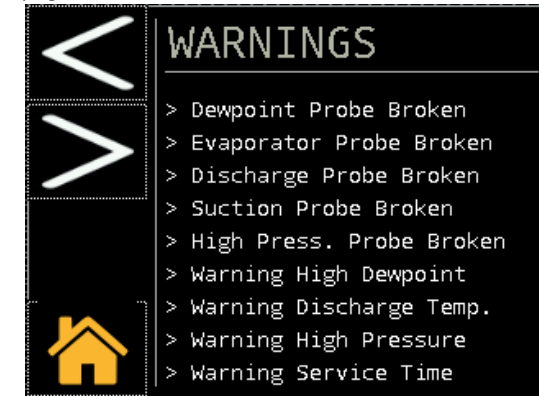 WARNINGS
> Dewpoint Probe Broken
> Evaporator Probe Broken
> Discharge Probe Broken
> Suction Probe Broken
> High Press. Probe Broken
> Warning High Dewpoint
> Warning Discharge Temp.
> Warning High Pressure
> Warning Service Time